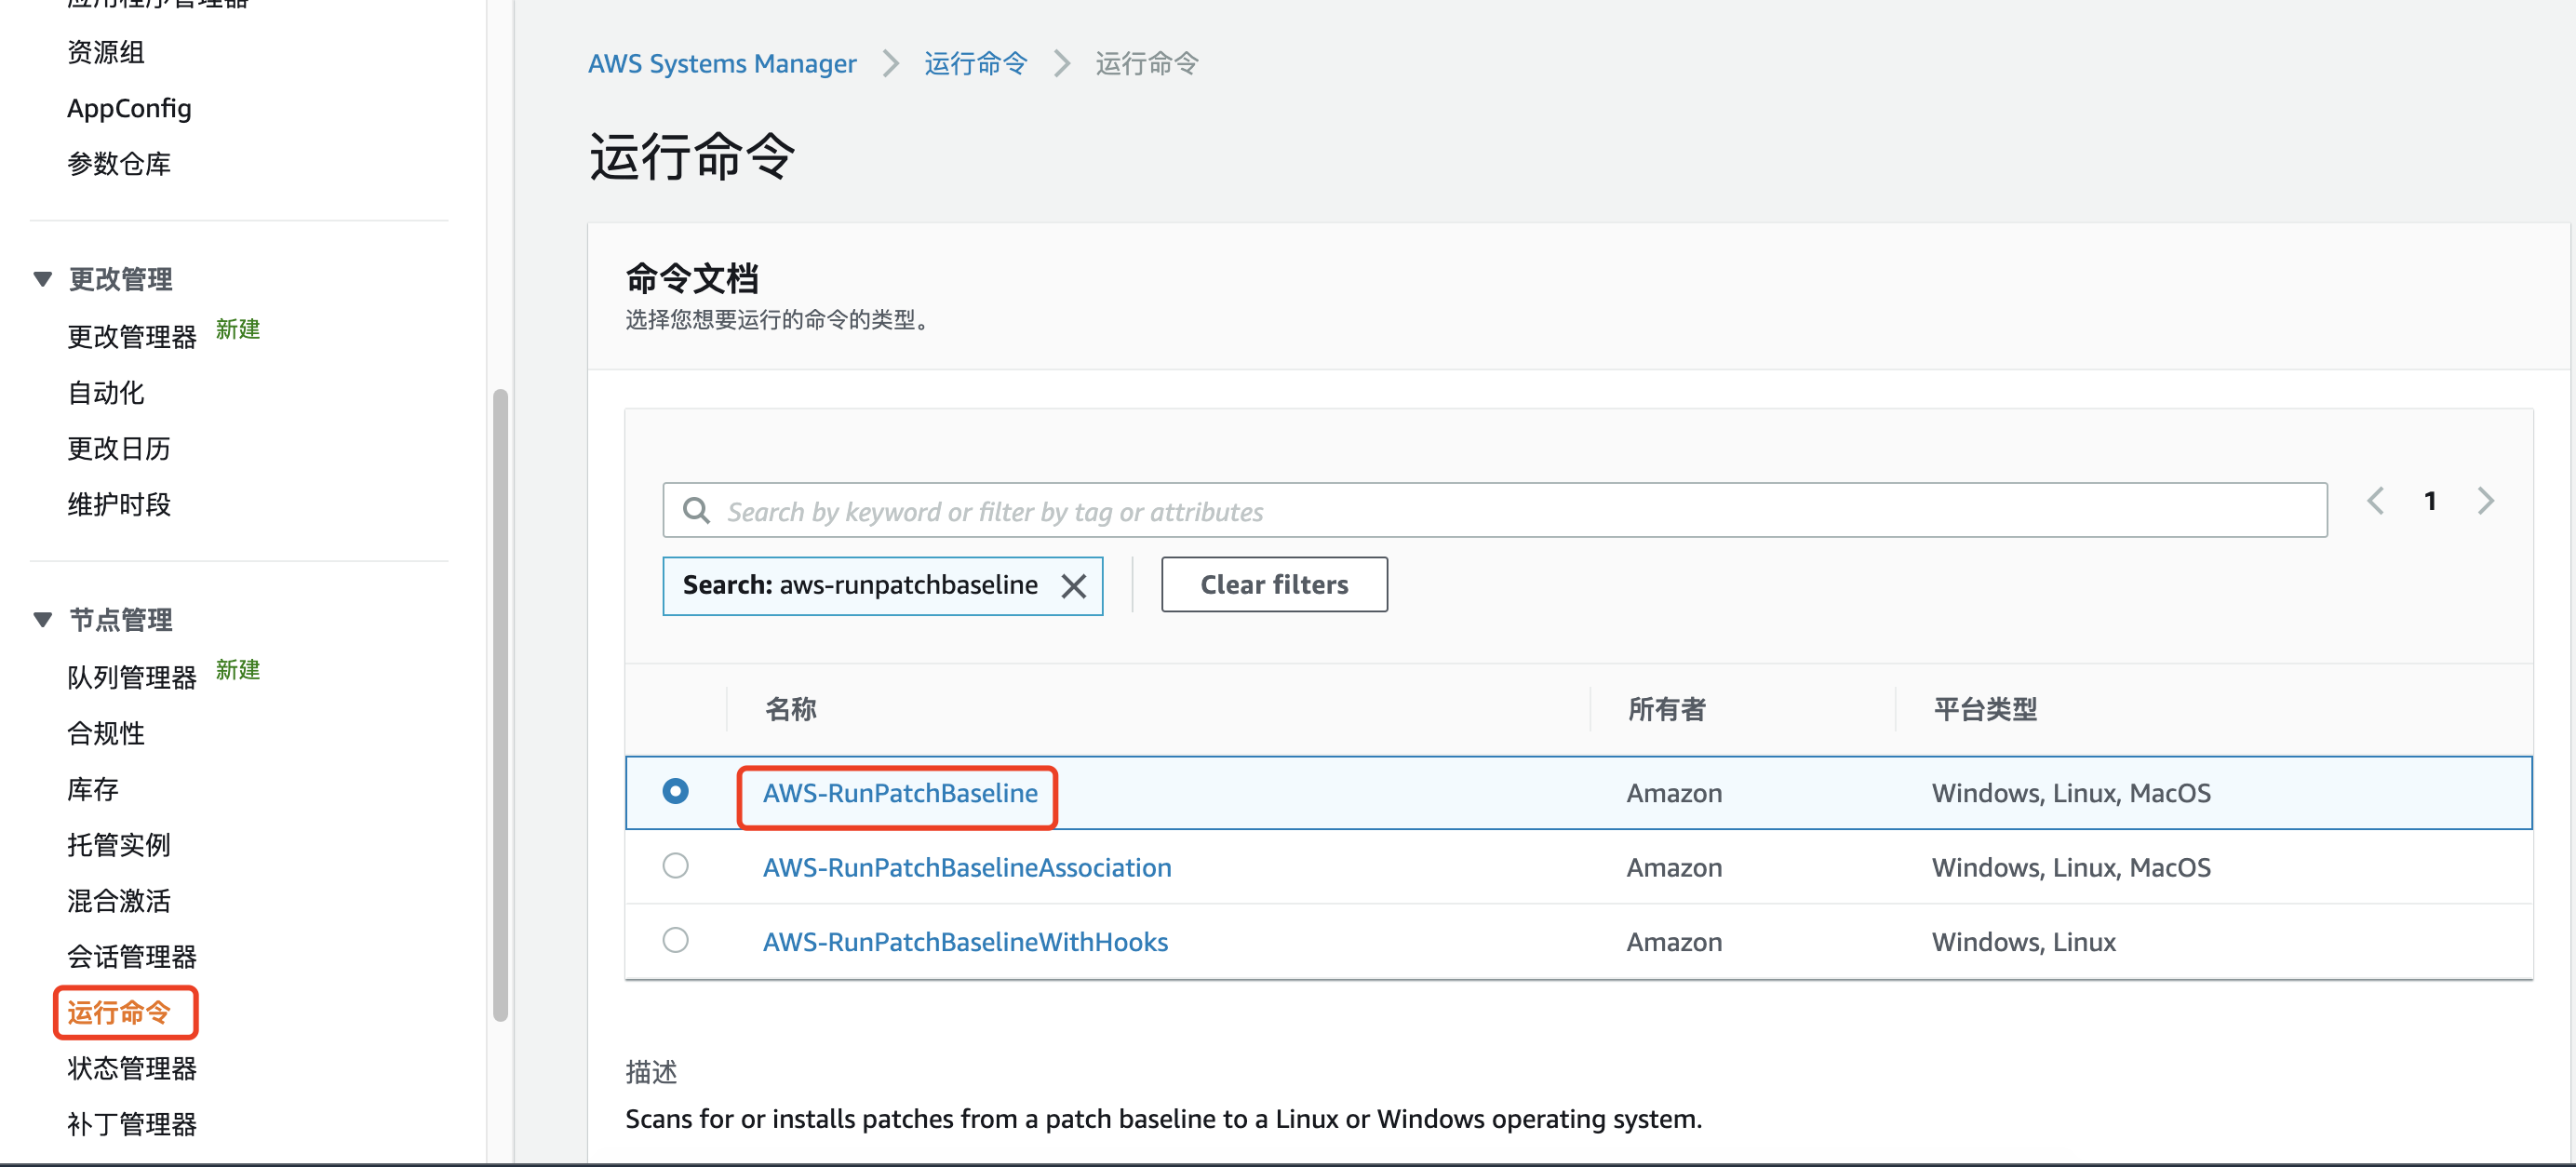 应用程序管理器
资源组
AppConfig
参数仓库
更改管理
更改管理器 新建
自动化
更改日历
维护时段
节点管理
队列管理器 新建
合规性
库存
托管实例
混合激活
会话管理器
运行命令
状态管理器
补丁管理器
AWS Systems Manager 运行命令 运行命令
运行命令
命令文档
选择您想要运行的命令的类型。
Search by keyword or filter by tag or attributes
1
Search: aws-runpatchbaseline
Clear filters
名称 所有者 平台类型
AWS-RunPatchBaseline Amazon Windows, Linux, MacOS
AWS-RunPatchBaselineAssociation Amazon Windows, Linux, MacOS
AWS-RunPatchBaselineWithHooks Amazon Windows, Linux
描述
Scans for or installs patches from a patch baseline to a Linux or Windows operating system.